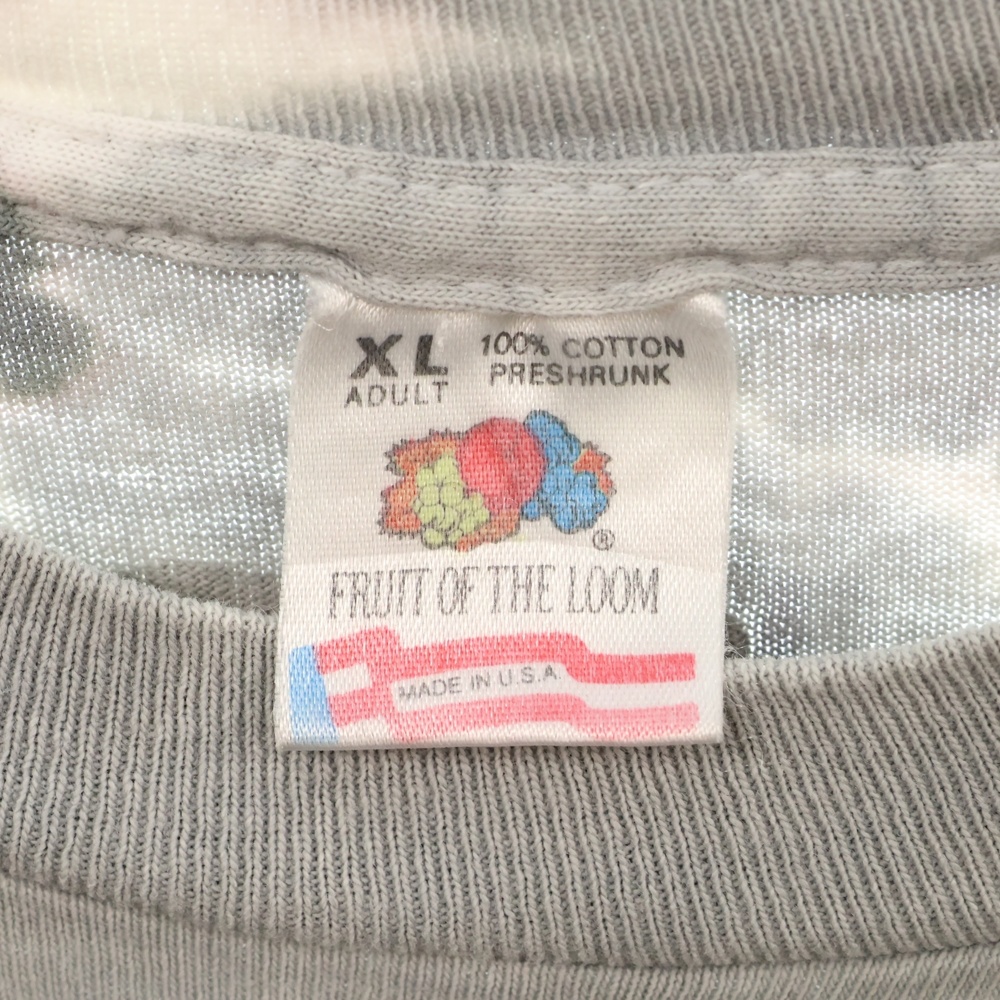 XL 100% COTTON
ADULT PRESHRUNK
®
FRUIT OF THE LOOM
MADE IN U.S.A.